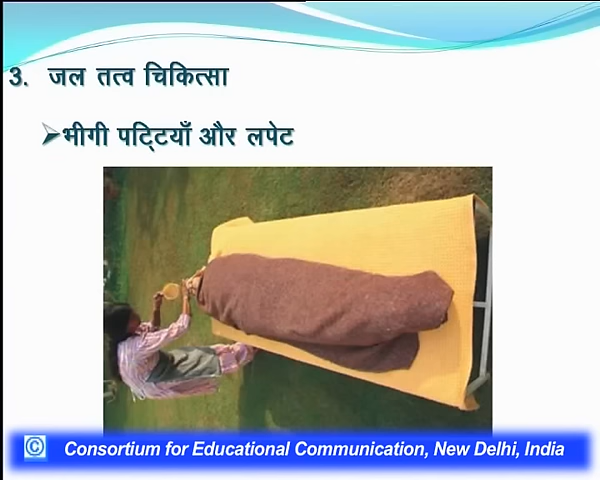 3. जल तत्व चिकित्सा
भीगी पट्टियाँ और लपेट
© Consortium for Educational Communication, New Delhi, India